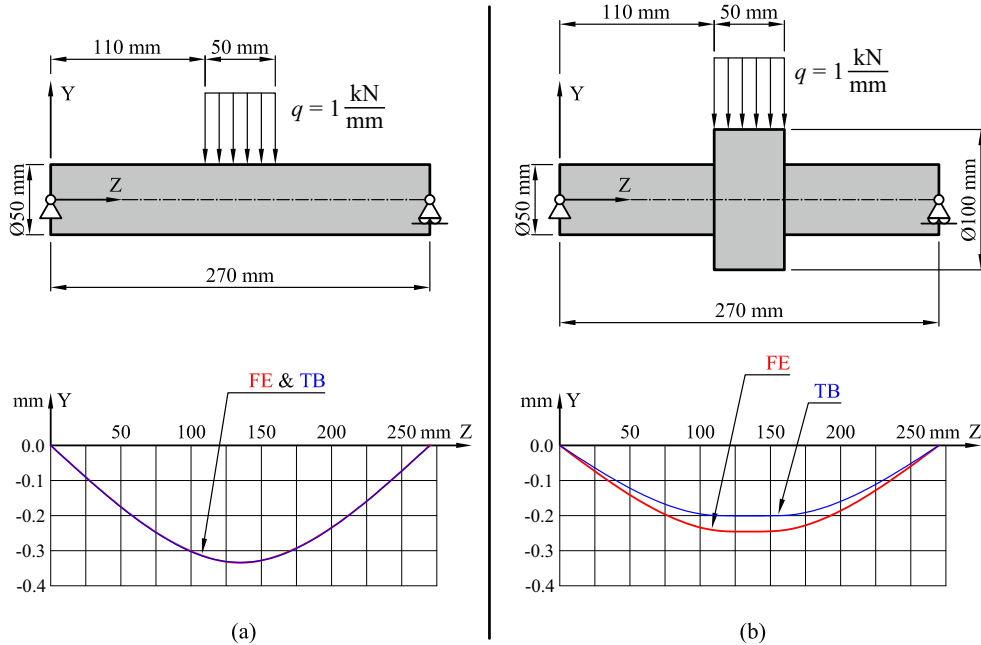 110 mm
50 mm
Y
q = 1 kN/mm
Z
Ø50 mm
270 mm
FE & TB
mm Y
50 100 150 200 250 mm Z
0.0
-0.1
-0.2
-0.3
-0.4
(a)
110 mm
50 mm
Y
q = 1 kN/mm
Z
Ø50 mm
Ø100 mm
270 mm
FE
TB
mm Y
50 100 150 200 250 mm Z
0.0
-0.1
-0.2
-0.3
-0.4
(b)